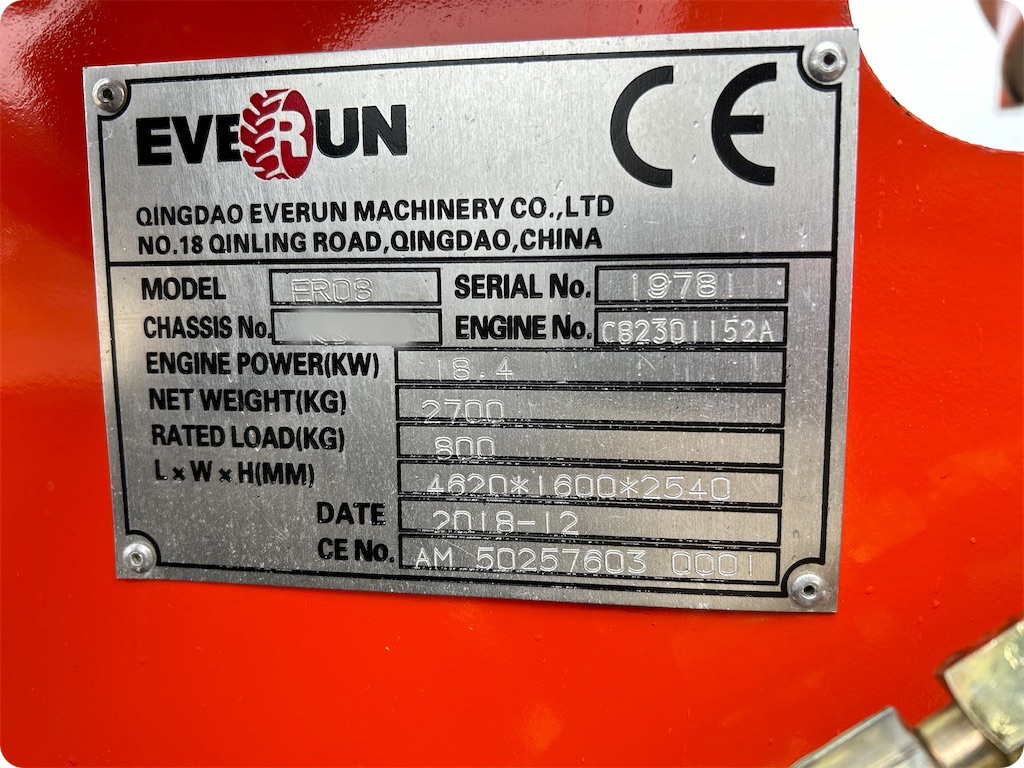 EVERUN CE
QINGDAO EVERUN MACHINERY CO.,LTD
NO.18 QINLING ROAD,QINGDAO,CHINA
MODEL ER08 SERIAL No. 19781
CHASSIS No. ENGINE No. C82301152A
ENGINE POWER(KW) 18.4
NET WEIGHT(KG) 2700
RATED LOAD(KG) 800
L×W×H(MM) 4620*1600*2540
DATE 2018-12
CE No. AM 50257603 0001